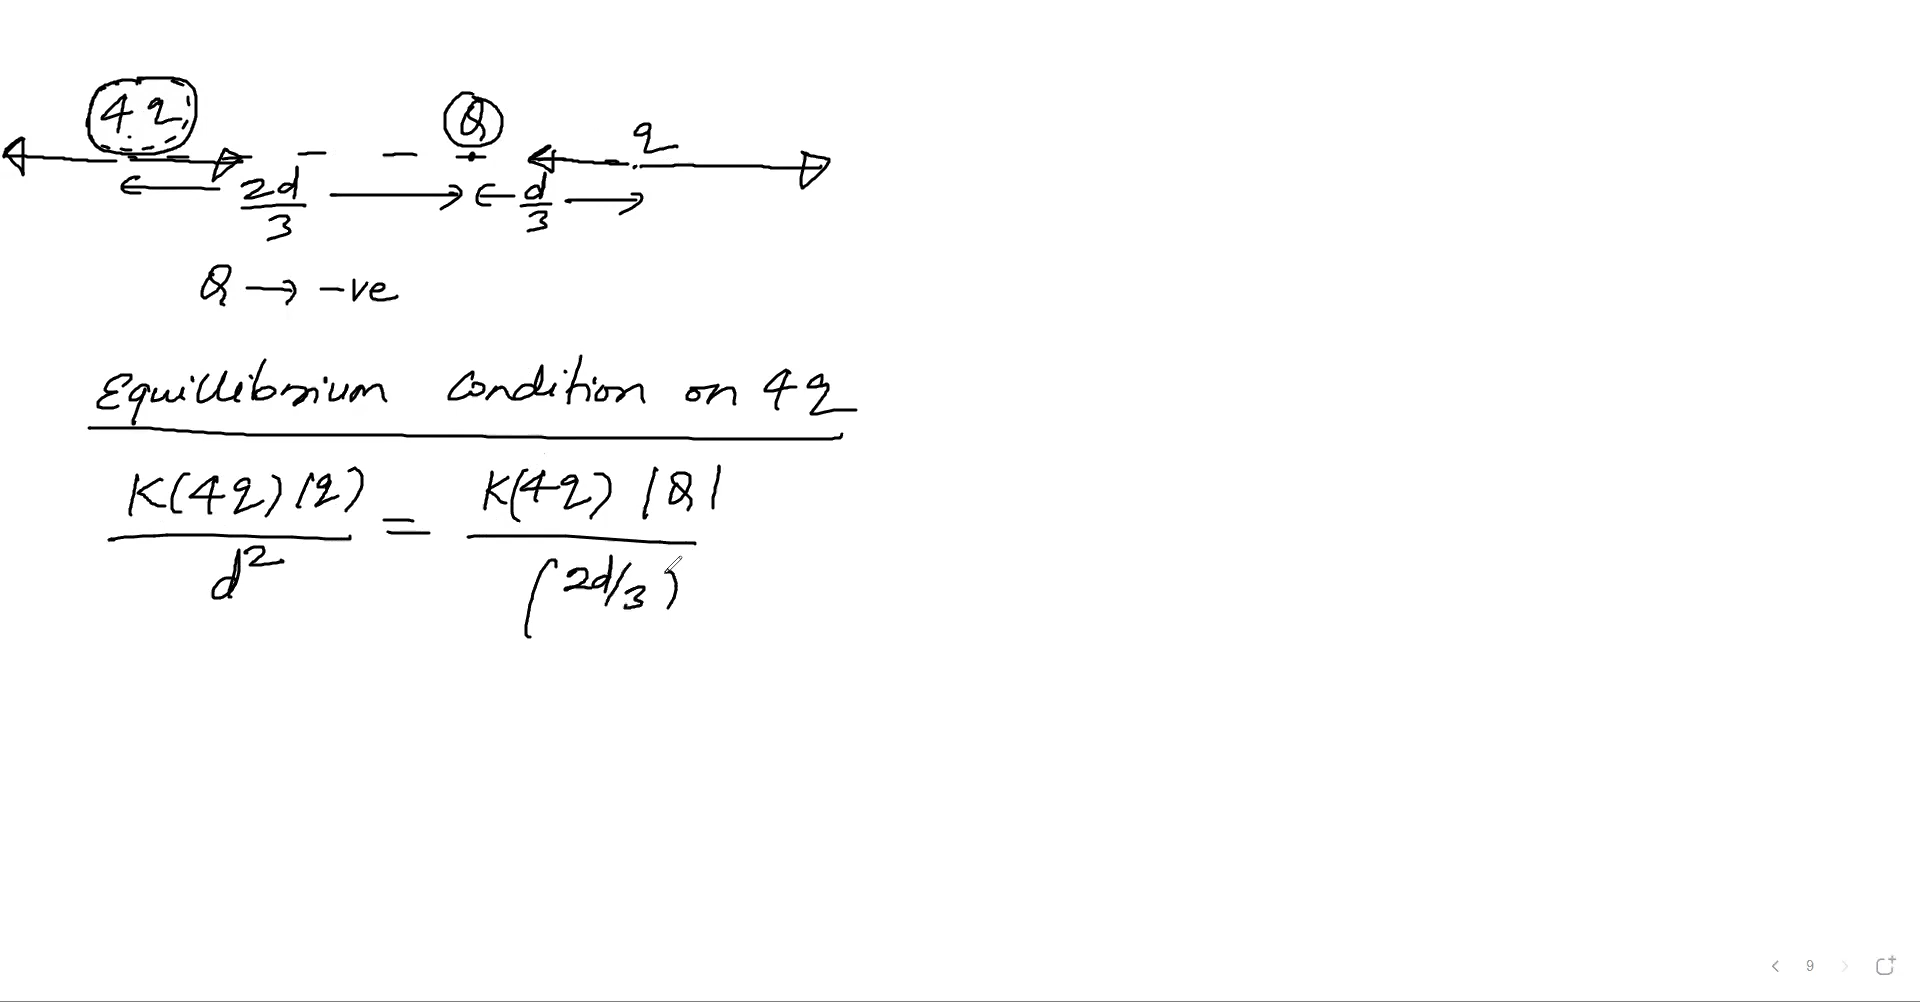 4q Q q
2d/3 d/3
Q → -ve
Equillibrium Condition on 4q
K(4q)(q)/d² = K(4q) |Q|/(2d/3)
9